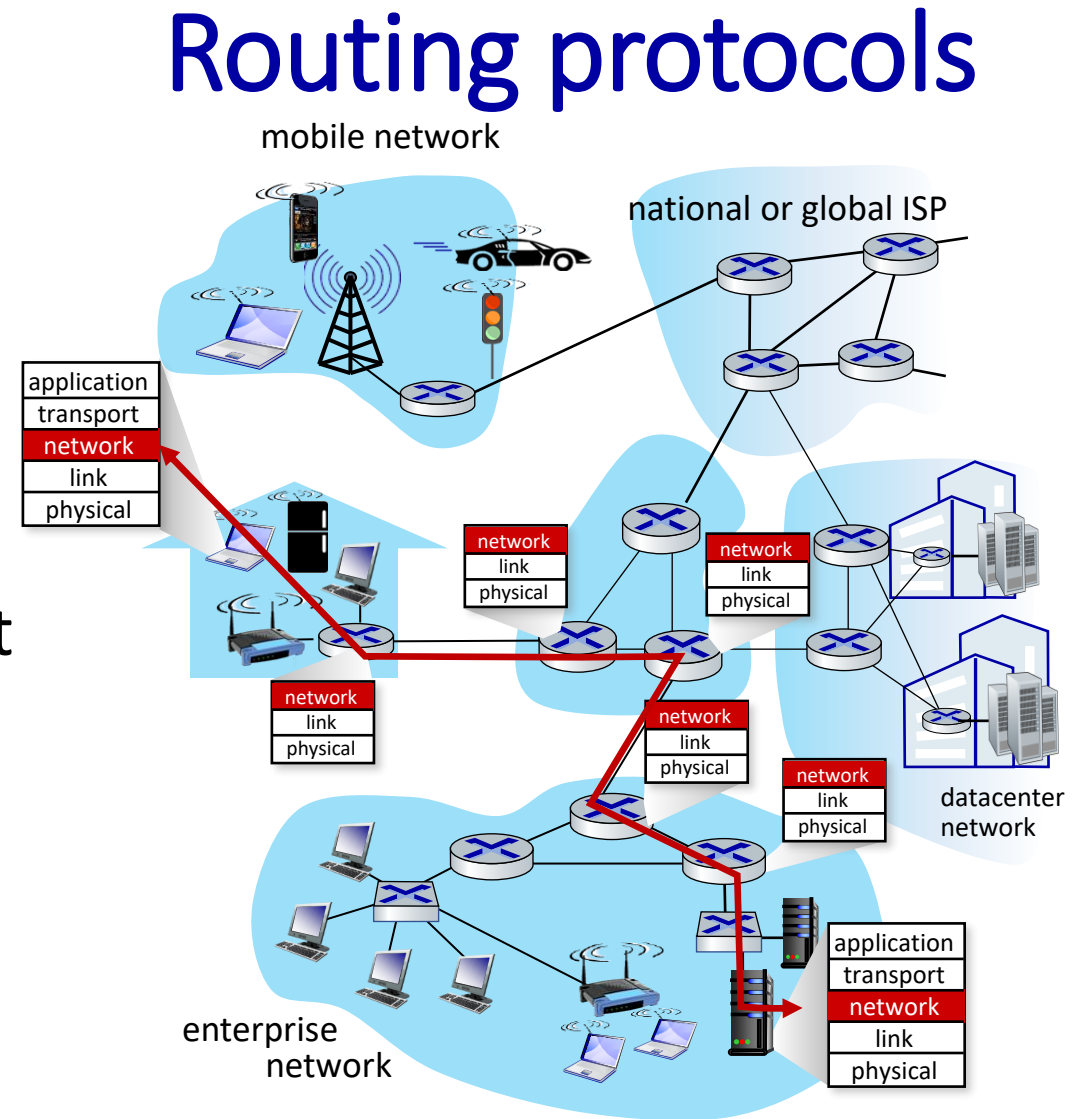 Routing protocols
mobile network
national or global ISP
application
transport
network
link
physical
network
link
physical
network
link
physical
t
network
link
physical
network
link
physical
network
link
physical
datacenter
network
application
transport
network
link
physical
enterprise
network